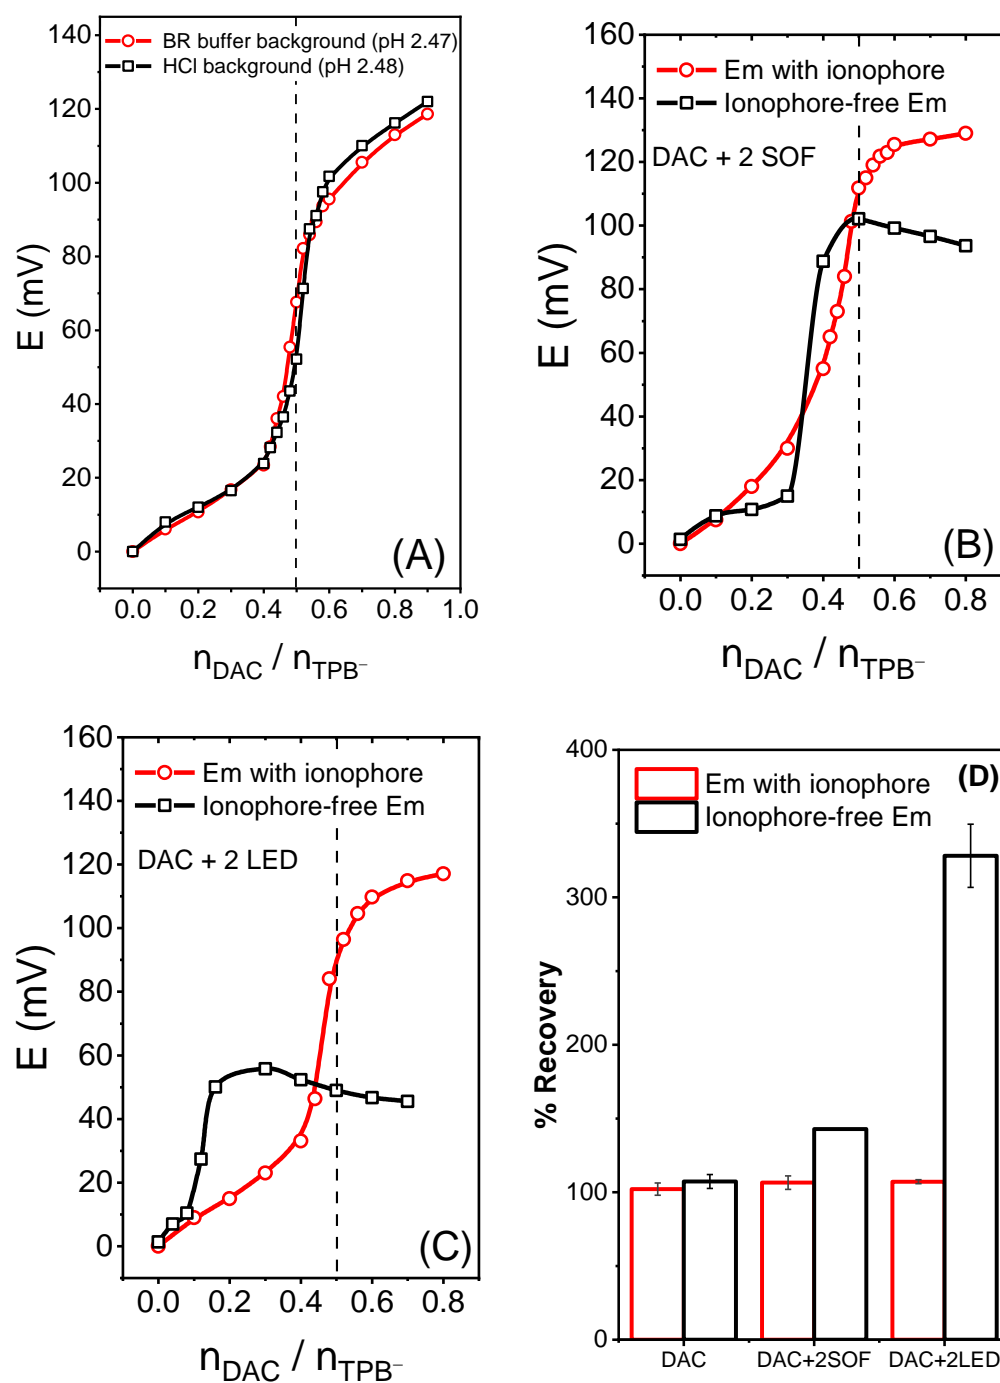 140
120
100
80
60
40
20
0
E (mV)
BR buffer background (pH 2.47)
HCl background (pH 2.48)
(A)
0.0 0.2 0.4 0.6 0.8 1.0
nDAC / nTPB−
160
140
120
100
80
60
40
20
0
E (mV)
Em with ionophore
Ionophore-free Em
DAC + 2 SOF
(B)
0.0 0.2 0.4 0.6 0.8
nDAC / nTPB−
160
140
120
100
80
60
40
20
0
E (mV)
Em with ionophore
Ionophore-free Em
DAC + 2 LED
(C)
0.0 0.2 0.4 0.6 0.8
nDAC / nTPB−
400
300
200
100
0
% Recovery
Em with ionophore
Ionophore-free Em
(D)
DAC DAC+2SOF DAC+2LED